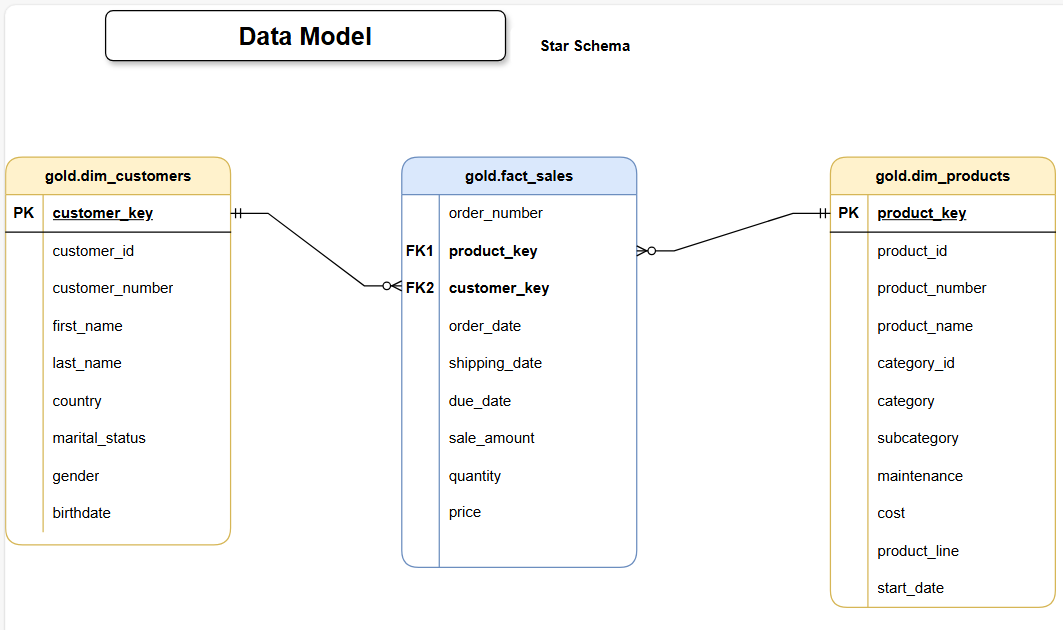 Data Model
Star Schema
gold.dim_customers
PK customer_key
customer_id
customer_number
first_name
last_name
country
marital_status
gender
birthdate
gold.fact_sales
order_number
FK1 product_key
FK2 customer_key
order_date
shipping_date
due_date
sale_amount
quantity
price
gold.dim_products
PK product_key
product_id
product_number
product_name
category_id
category
subcategory
maintenance
cost
product_line
start_date